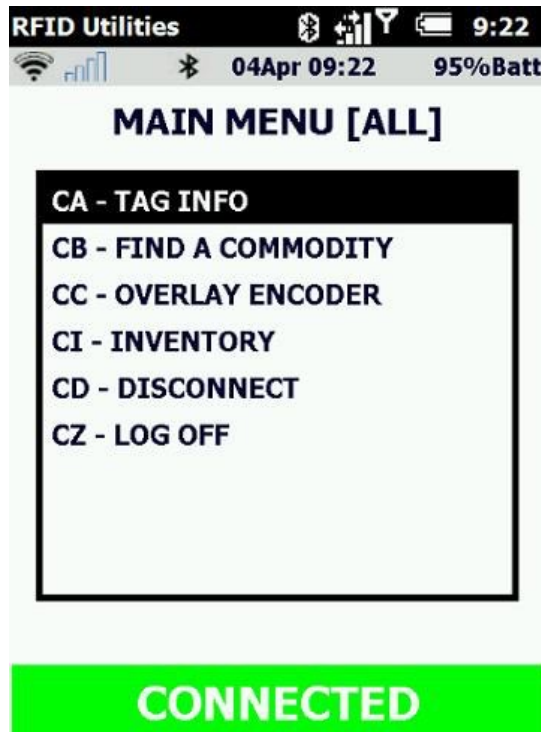 RFID Utilities 9:22
04Apr 09:22 95%Batt
MAIN MENU [ALL]
CA - TAG INFO
CB - FIND A COMMODITY
CC - OVERLAY ENCODER
CI - INVENTORY
CD - DISCONNECT
CZ - LOG OFF
CONNECTED